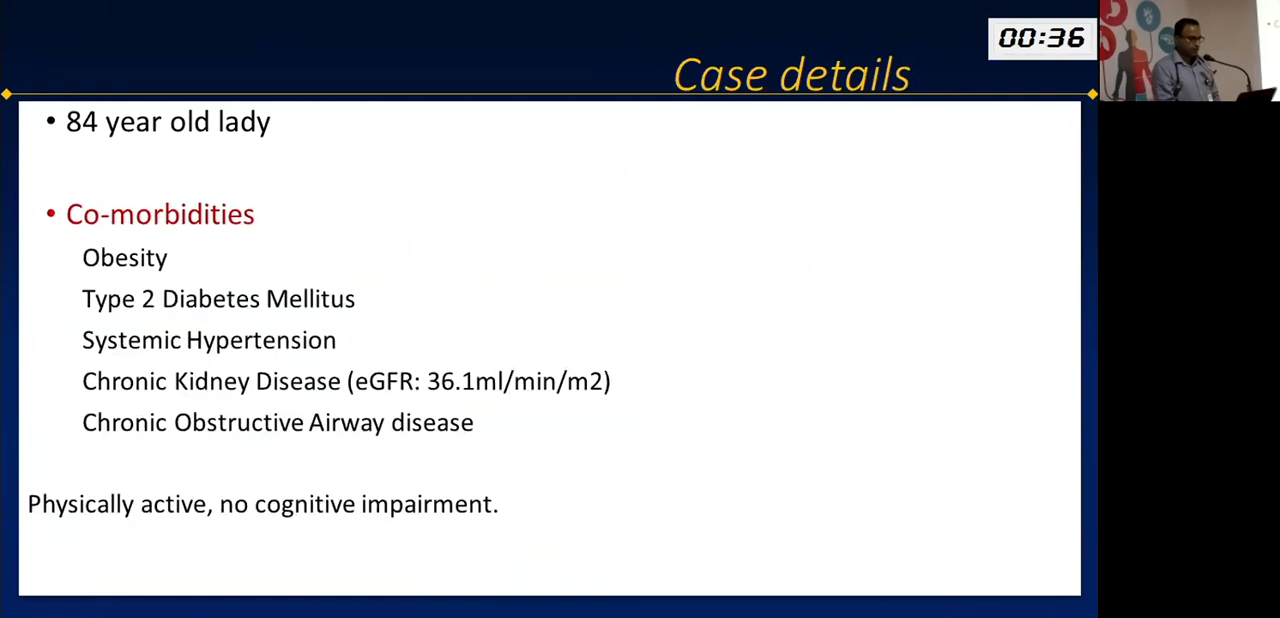 00:36
Case details
• 84 year old lady
• Co-morbidities
Obesity
Type 2 Diabetes Mellitus
Systemic Hypertension
Chronic Kidney Disease (eGFR: 36.1ml/min/m2)
Chronic Obstructive Airway disease
Physically active, no cognitive impairment.